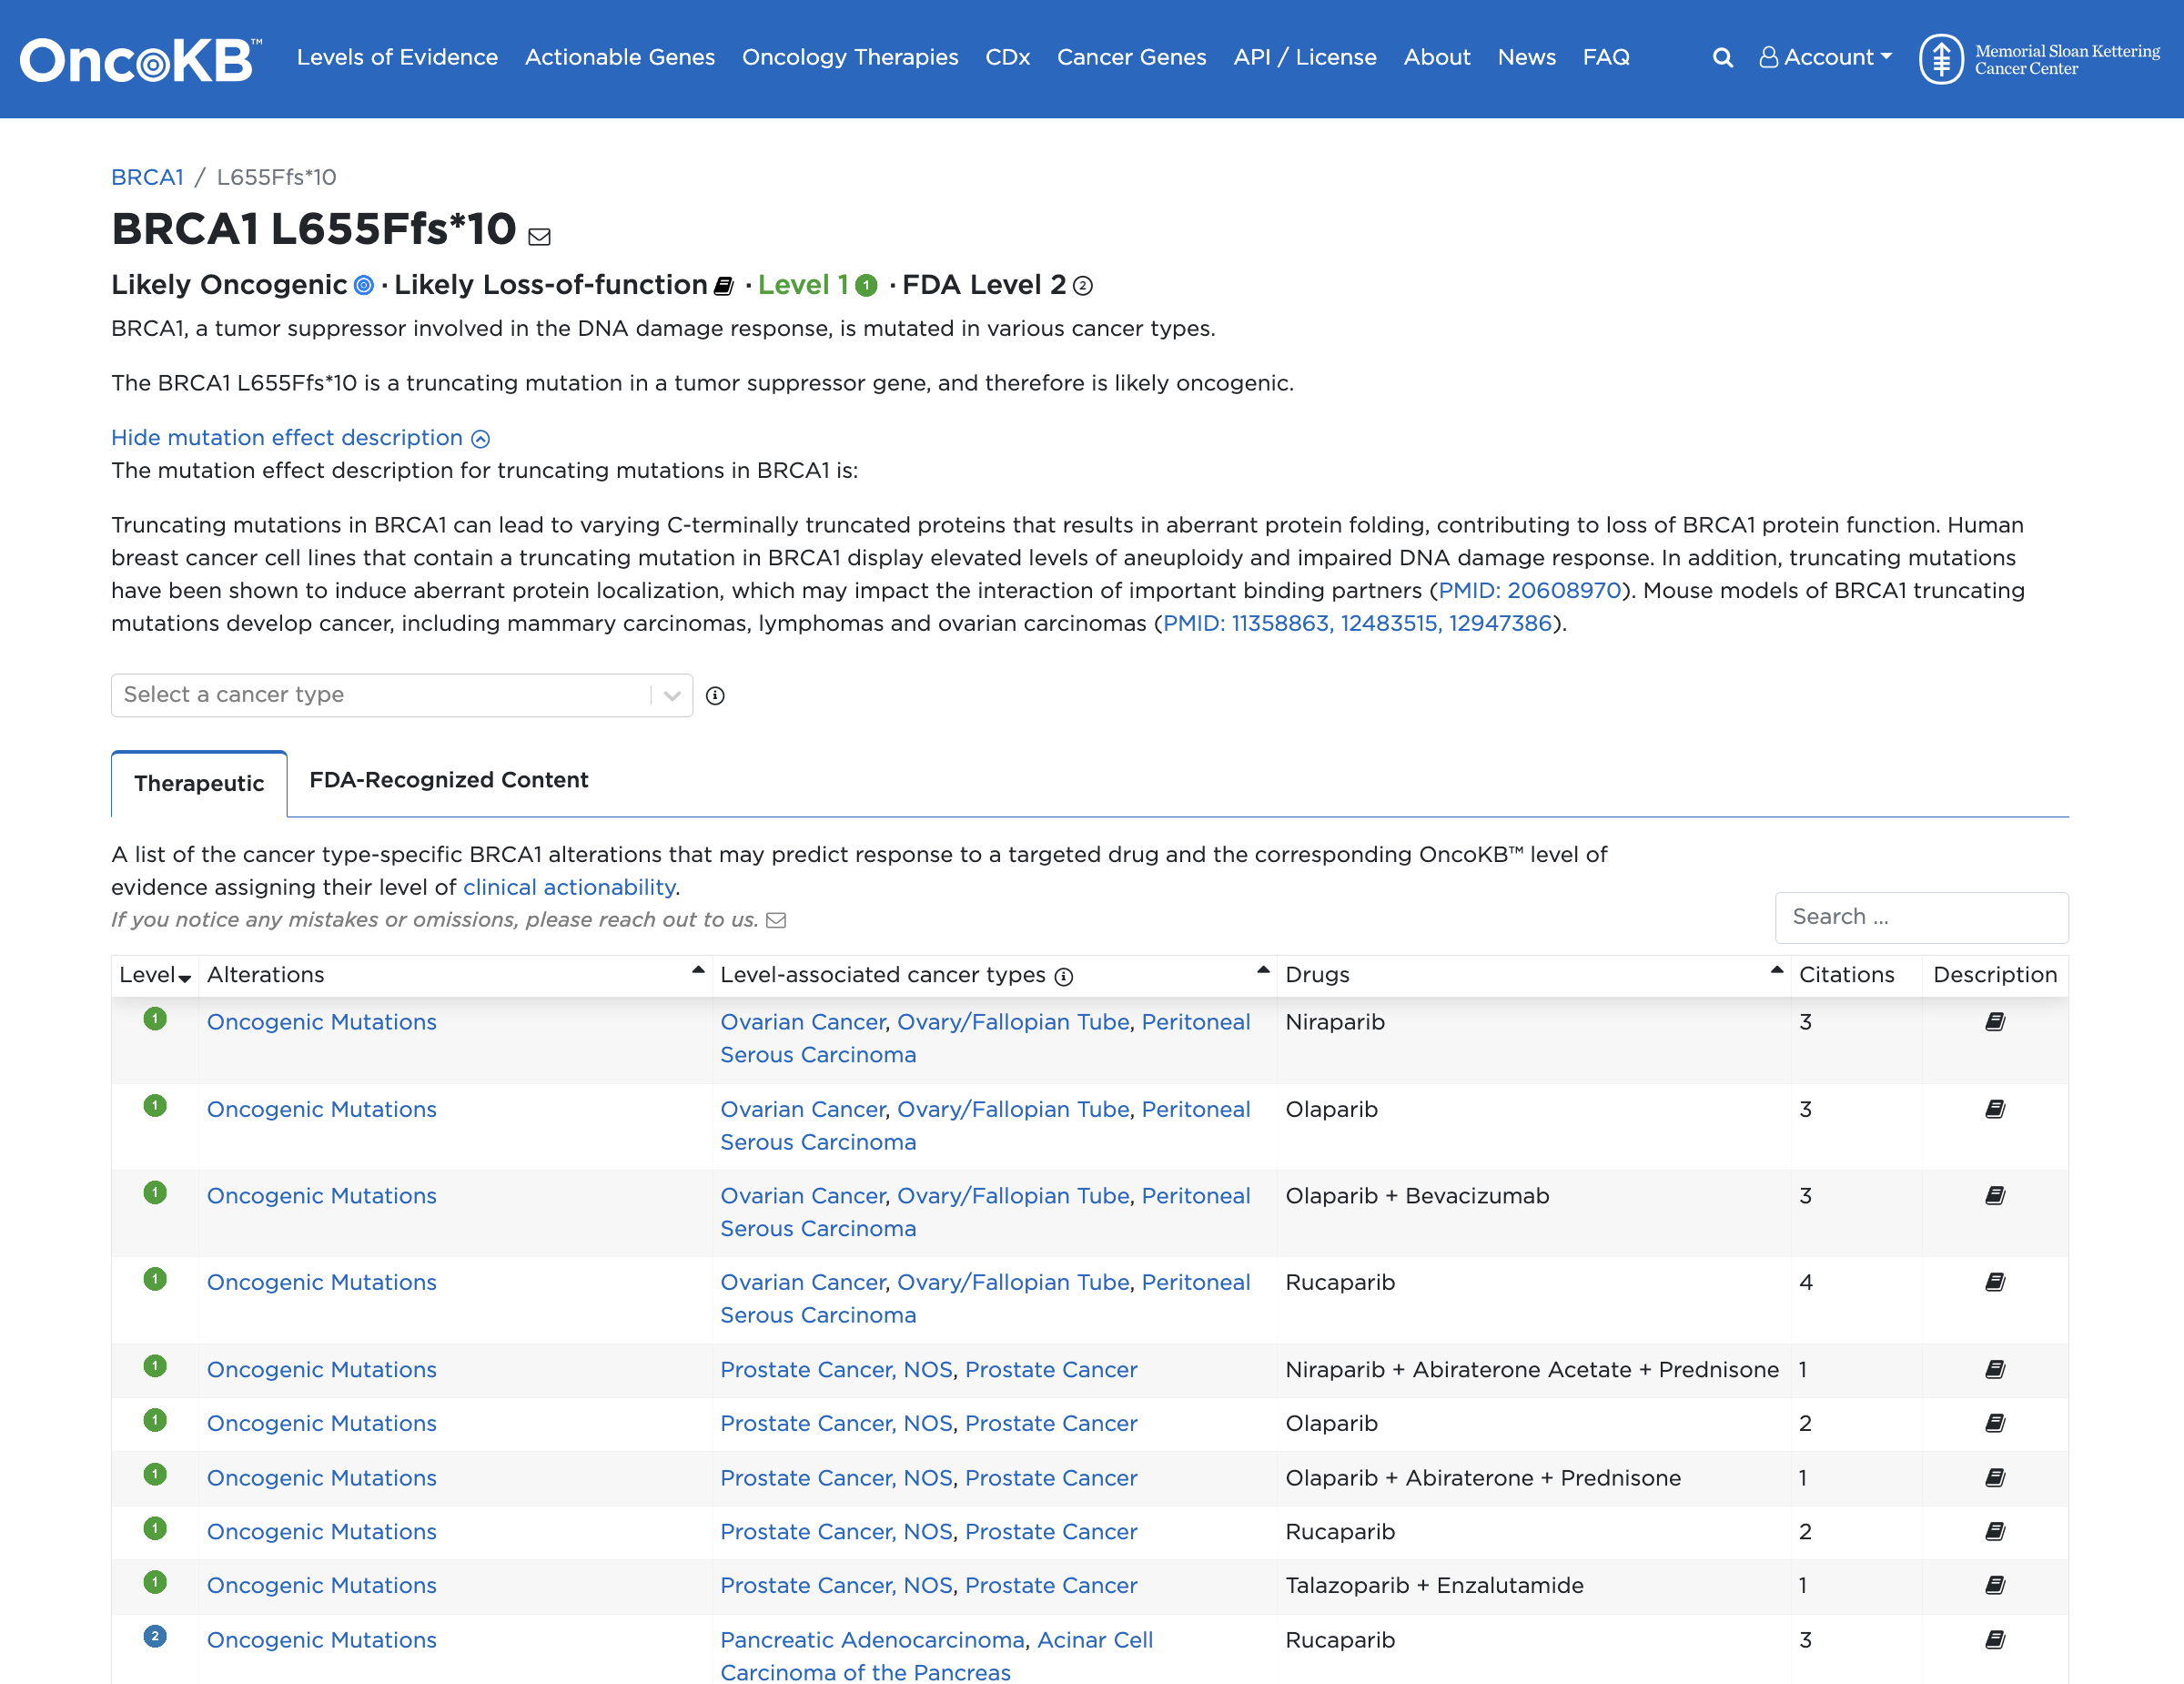 OncoKB™ Levels of Evidence Actionable Genes Oncology Therapies CDx Cancer Genes API / License About News FAQ Account Memorial Sloan Kettering
Cancer Center
BRCA1 / L655Ffs*10
BRCA1 L655Ffs*10
Likely Oncogenic · Likely Loss-of-function · Level 1 1 · FDA Level 2 2
BRCA1, a tumor suppressor involved in the DNA damage response, is mutated in various cancer types.
The BRCA1 L655Ffs*10 is a truncating mutation in a tumor suppressor gene, and therefore is likely oncogenic.
Hide mutation effect description
The mutation effect description for truncating mutations in BRCA1 is:
Truncating mutations in BRCA1 can lead to varying C-terminally truncated proteins that results in aberrant protein folding, contributing to loss of BRCA1 protein function. Human
breast cancer cell lines that contain a truncating mutation in BRCA1 display elevated levels of aneuploidy and impaired DNA damage response. In addition, truncating mutations
have been shown to induce aberrant protein localization, which may impact the interaction of important binding partners (PMID: 20608970). Mouse models of BRCA1 truncating
mutations develop cancer, including mammary carcinomas, lymphomas and ovarian carcinomas (PMID: 11358863, 12483515, 12947386).
Select a cancer type
Therapeutic FDA-Recognized Content
A list of the cancer type-specific BRCA1 alterations that may predict response to a targeted drug and the corresponding OncoKB™ level of
evidence assigning their level of clinical actionability.
If you notice any mistakes or omissions, please reach out to us.
Search ...
Level Alterations Level-associated cancer types Drugs Citations Description
1 Oncogenic Mutations Ovarian Cancer, Ovary/Fallopian Tube, Peritoneal Niraparib 3
Serous Carcinoma
1 Oncogenic Mutations Ovarian Cancer, Ovary/Fallopian Tube, Peritoneal Olaparib 3
Serous Carcinoma
1 Oncogenic Mutations Ovarian Cancer, Ovary/Fallopian Tube, Peritoneal Olaparib + Bevacizumab 3
Serous Carcinoma
1 Oncogenic Mutations Ovarian Cancer, Ovary/Fallopian Tube, Peritoneal Rucaparib 4
Serous Carcinoma
1 Oncogenic Mutations Prostate Cancer, NOS, Prostate Cancer Niraparib + Abiraterone Acetate + Prednisone 1
1 Oncogenic Mutations Prostate Cancer, NOS, Prostate Cancer Olaparib 2
1 Oncogenic Mutations Prostate Cancer, NOS, Prostate Cancer Olaparib + Abiraterone + Prednisone 1
1 Oncogenic Mutations Prostate Cancer, NOS, Prostate Cancer Rucaparib 2
1 Oncogenic Mutations Prostate Cancer, NOS, Prostate Cancer Talazoparib + Enzalutamide 1
2 Oncogenic Mutations Pancreatic Adenocarcinoma, Acinar Cell Rucaparib 3
Carcinoma of the Pancreas